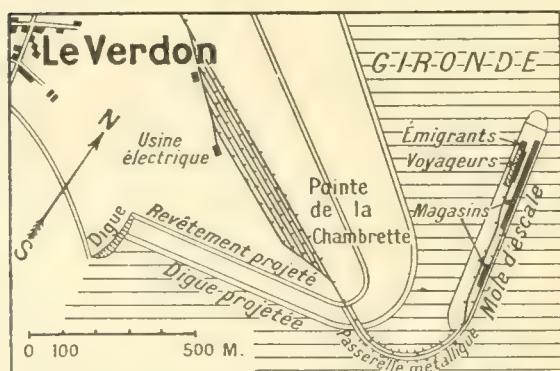 Le Verdon
GIRONDE
N
S
Usine
électrique
Émigrants
Voyageurs
Magasins
Môle d'escale
Pointe
de la
Chambrette
Digue
Revêtement projeté
Digue projetée
Passerelle métallique
0 100 500 M.